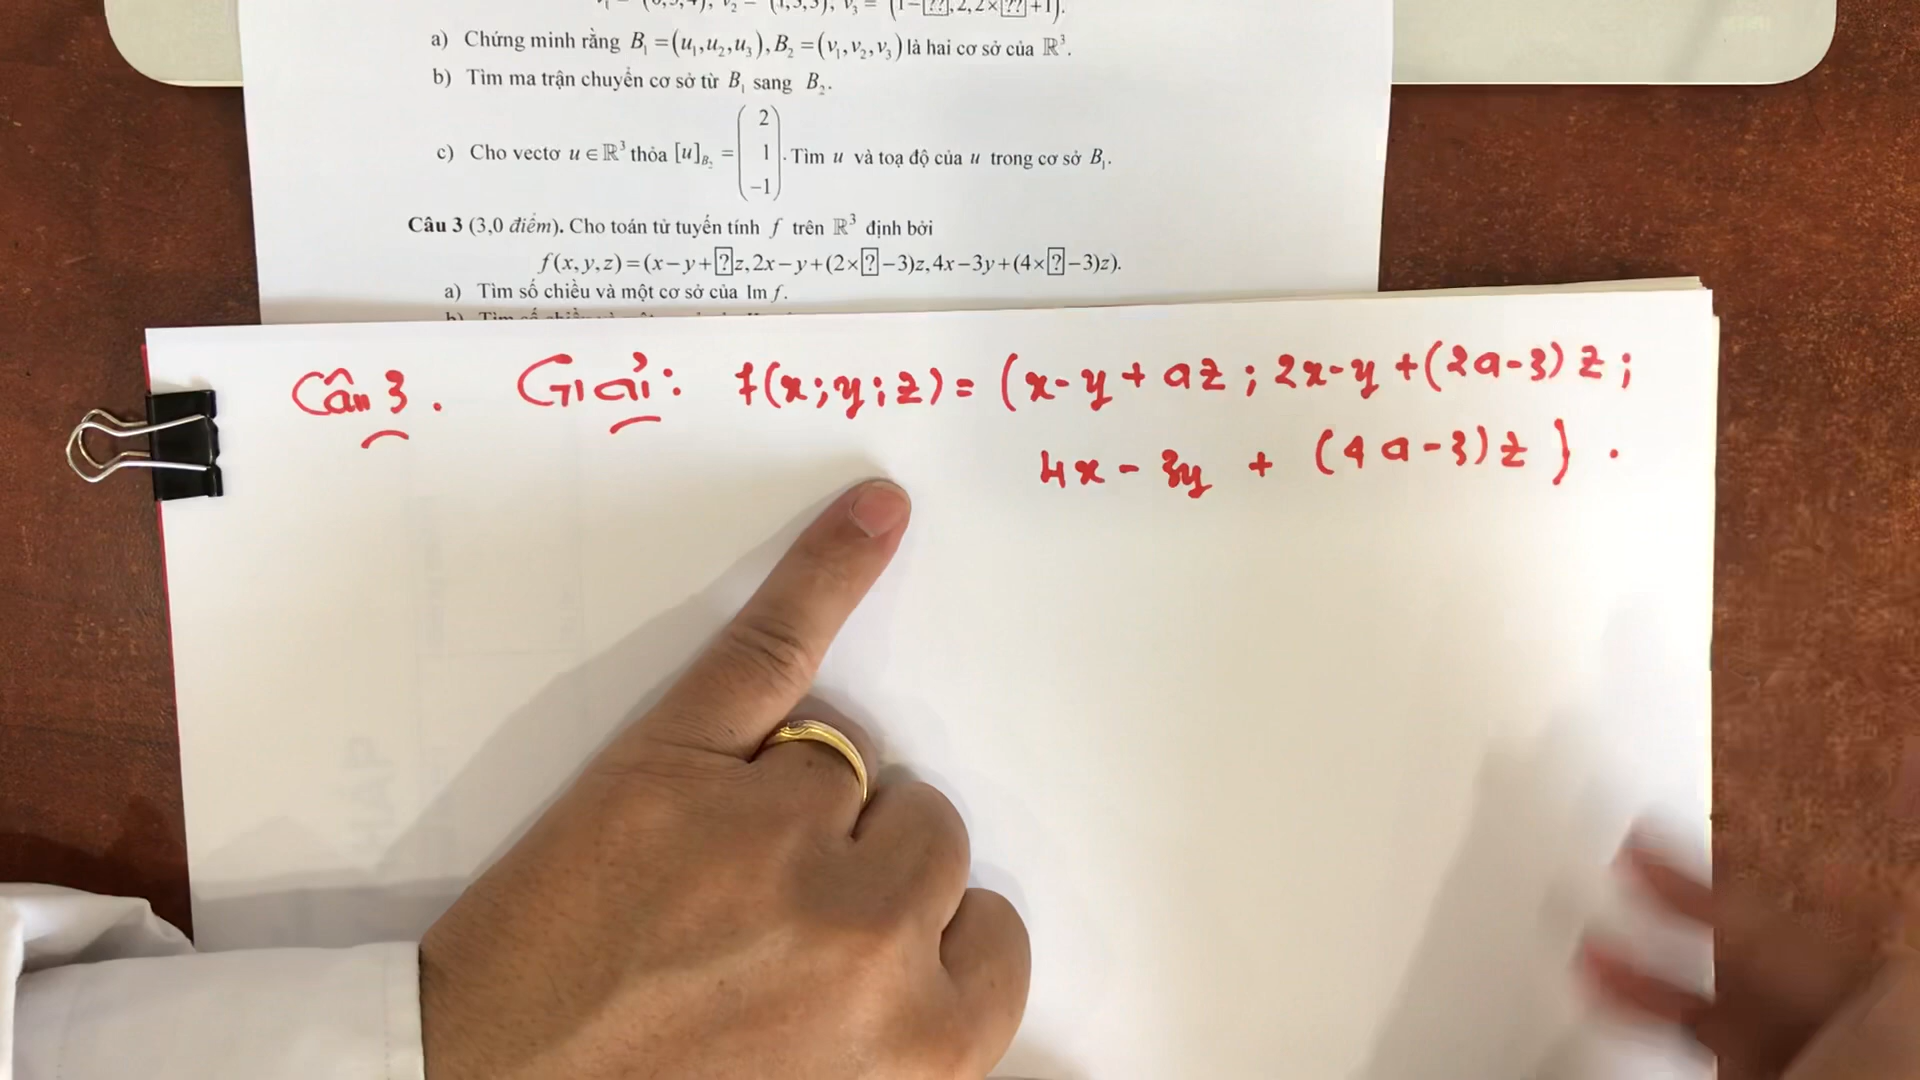 a) Chứng minh rằng B₁ =(u₁,u₂,u₃), B₂ =(v₁,v₂,v₃) là hai cơ sở của ℝ³.
b) Tìm ma trận chuyển cơ sở từ B₁ sang B₂.
c) Cho vectơ u ∈ ℝ³ thỏa [u]_B₂ = (2 1 −1). Tìm u và toạ độ của u trong cơ sở B₁.
Câu 3 (3,0 điểm). Cho toán tử tuyến tính f trên ℝ³ định bởi
f(x,y,z)=(x−y+[?]z,2x−y+(2×[?]−3)z,4x−3y+(4×[?]−3)z).
a) Tìm số chiều và một cơ sở của Im f.
Câu 3. Giải: f(x;y;z)= (x-y+az; 2x-y+(2a-3)z;
4x - 3y + (4a-3)z).